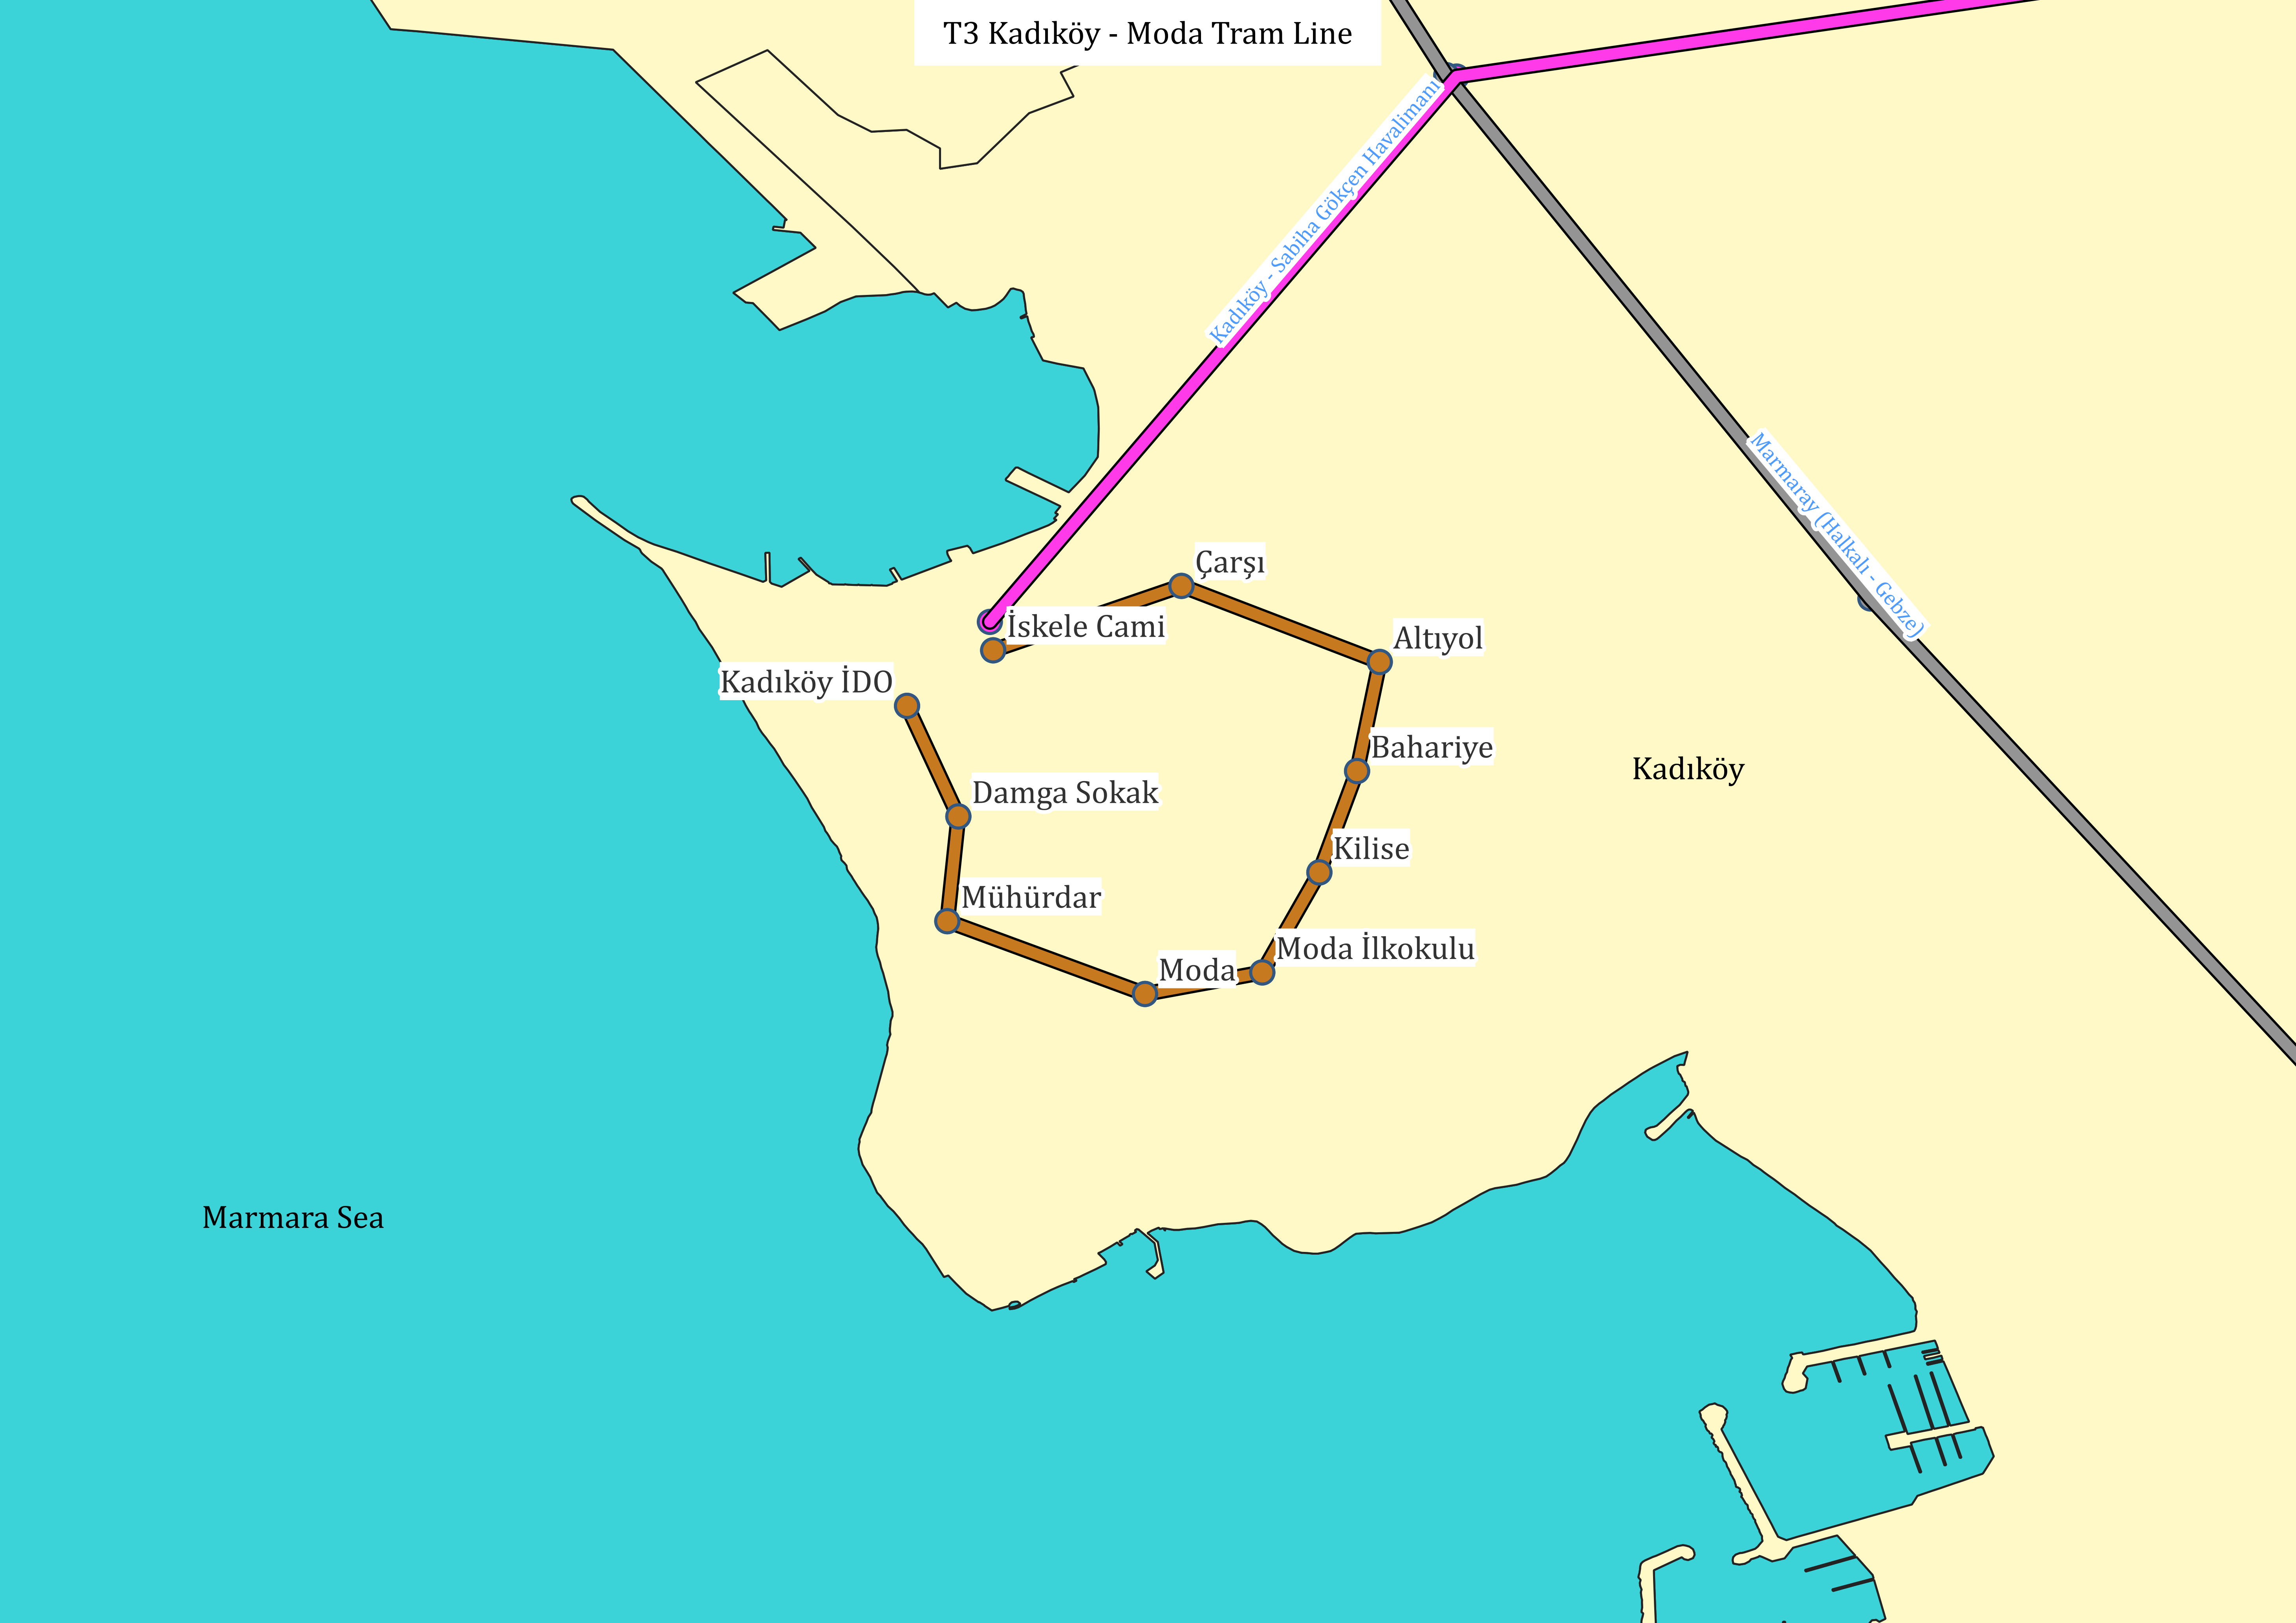 T3 Kadıköy - Moda Tram Line
Kadıköy - Sabiha Gökçen Havalimanı
Marmaray (Halkalı - Gebze)
Çarşı
İskele Cami
Altıyol
Kadıköy İDO
Bahariye
Kadıköy
Damga Sokak
Kilise
Mühürdar
Moda İlkokulu
Moda
Marmara Sea